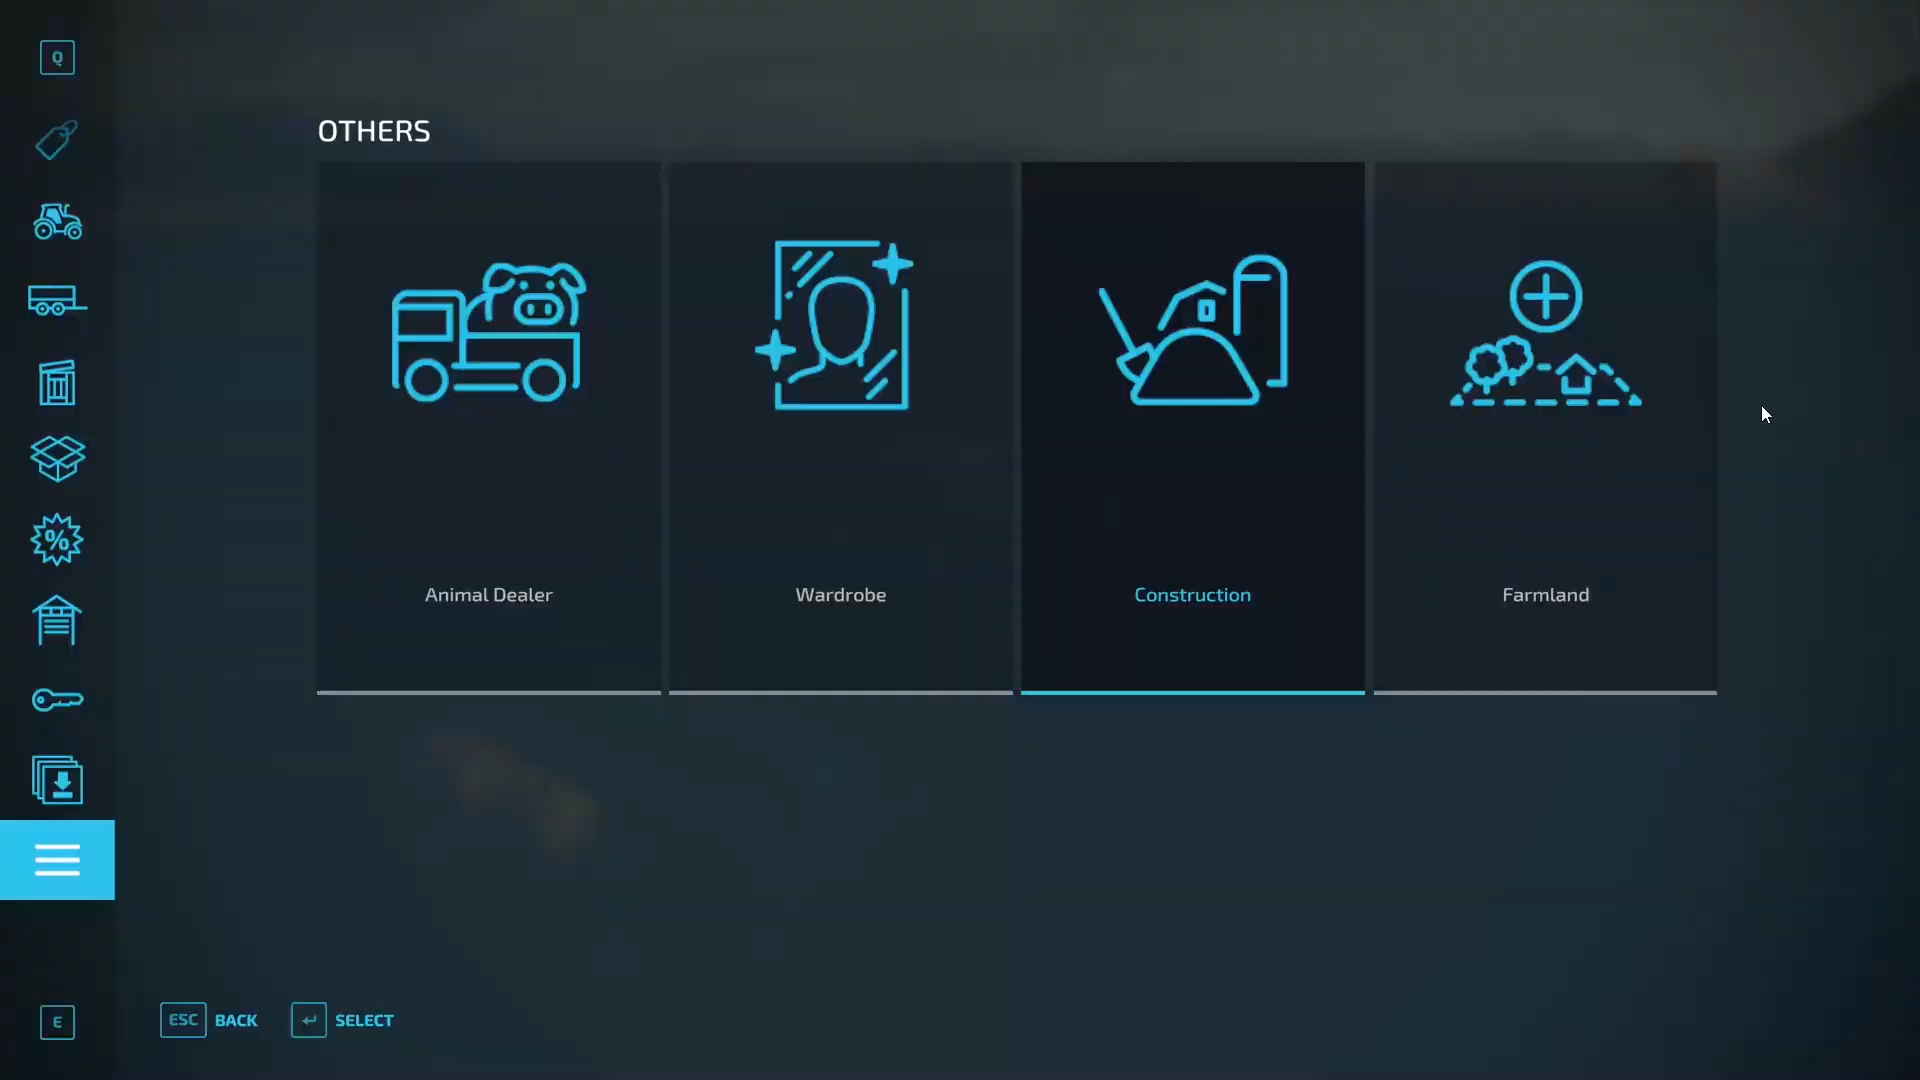 Q
OTHERS
%
Animal Dealer
Wardrobe
Construction
Farmland
E
ESC BACK ↵ SELECT